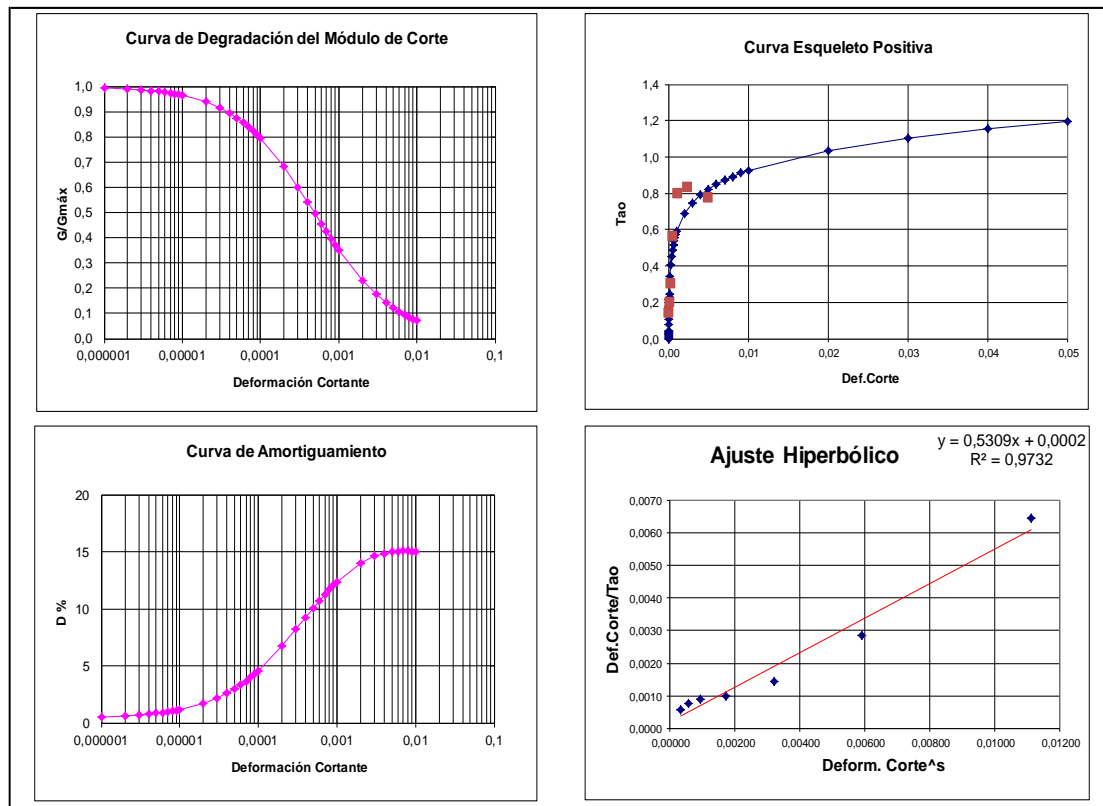 Curva de Degradación del Módulo de Corte
G/Gmáx
1,0
0,9
0,8
0,7
0,6
0,5
0,4
0,3
0,2
0,1
0,0
0,000001 0,00001 0,0001 0,001 0,01 0,1
Deformación Cortante
Curva Esqueleto Positiva
Tao
1,4
1,2
1,0
0,8
0,6
0,4
0,2
0,0
0,00 0,01 0,02 0,03 0,04 0,05
Def.Corte
Curva de Amortiguamiento
D %
20
15
10
5
0
0,000001 0,00001 0,0001 0,001 0,01 0,1
Deformación Cortante
Ajuste Hiperbólico
y = 0,5309x + 0,0002
R² = 0,9732
Def.Corte/Tao
0,0070
0,0060
0,0050
0,0040
0,0030
0,0020
0,0010
0,0000
0,00000 0,00200 0,00400 0,00600 0,00800 0,01000 0,01200
Deform. Corte^s